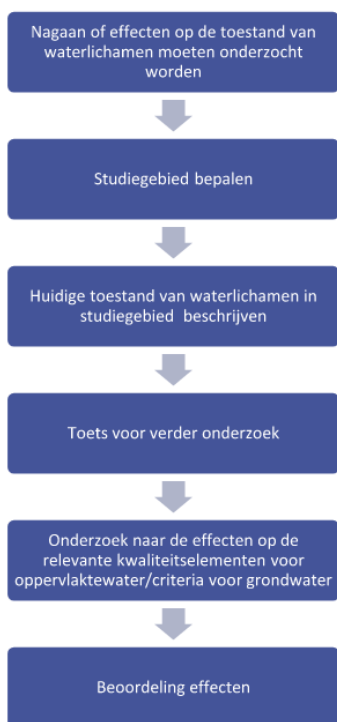 Nagaan of effecten op de toestand van
waterlichamen moeten onderzocht
worden
Studiegebied bepalen
Huidige toestand van waterlichamen in
studiegebied beschrijven
Toets voor verder onderzoek
Onderzoek naar de effecten op de
relevante kwaliteitselementen voor
oppervlaktewater/criteria voor grondwater
Beoordeling effecten